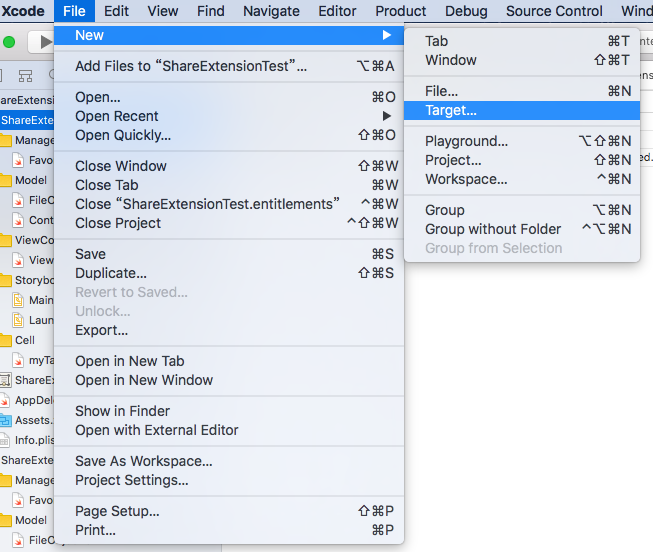 Xcode File Edit View Find Navigate Editor Product Debug Source Control Wind
New
Add Files to “ShareExtensionTest”... ⌥⌘A
Open... ⌘O
Open Recent
Open Quickly... ⇧⌘O
Close Window ⇧⌘W
Close Tab ⌘W
Close “ShareExtensionTest.entitlements” ^⌘W
Close Project ^⇧⌘W
Save ⌘S
Duplicate... ⇧⌘S
Revert to Saved...
Unlock...
Export...
Open in New Tab
Open in New Window
Show in Finder
Open with External Editor
Save As Workspace...
Project Settings...
Page Setup... ⇧⌘P
Print... ⌘P
Tab ⌘T
Window ⇧⌘T
File... ⌘N
Target...
Playground... ⌥⇧⌘N
Project... ⇧⌘N
Workspace... ^⌘N
Group ⌥⌘N
Group without Folder ^⌥⌘N
Group from Selection
areExtension
ShareExte
Manage
Favo
Model
FileO
Cont
ViewCo
View
Storybo
Main
Laun
Cell
myTa
ShareEx
AppDel
Assets.
Info.plis
ShareExte
Manage
Favo
Model
FileO